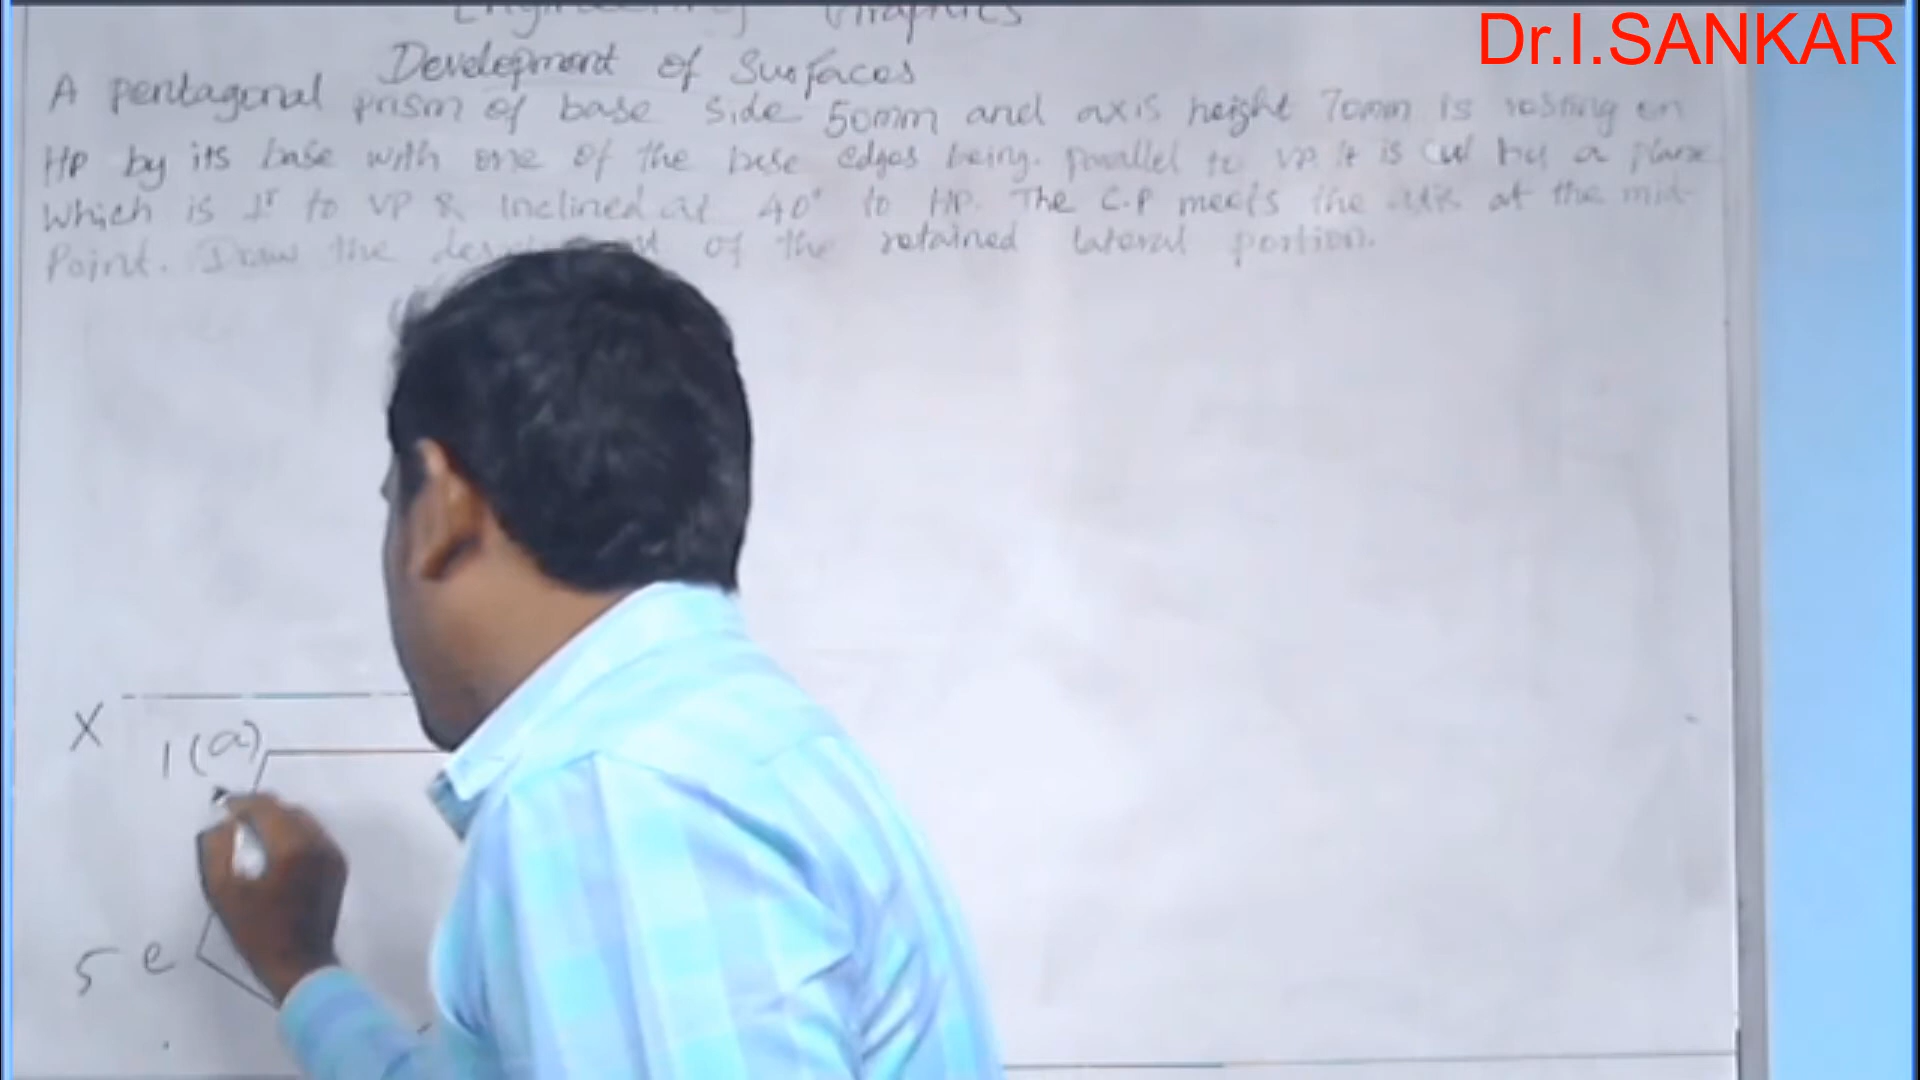 Engineering Graphics
Dr.I.SANKAR
Development of Surfaces
A pentagonal prism of base side 50mm and axis height 70mm is resting on
HP by its base with one of the base edges being parallel to VP. It is cut by a plane
Which is Ir to VP & inclined at 40° to HP. The C.P meets the axis at the mid-
Point. Draw the of the retained lateral portion.
X
1(a)
5 e